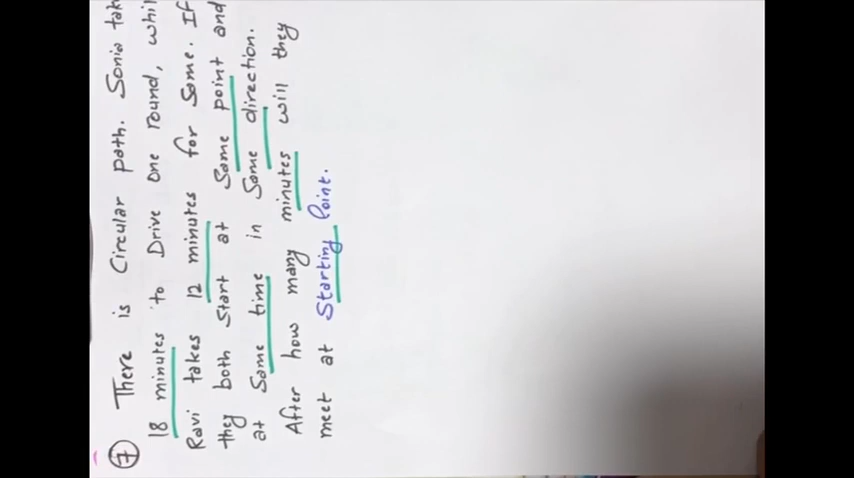 7 There is Circular path. Sonia
18 minutes to Drive one round,
Ravi takes 12 minutes for Same. If
they both Start at Same point and
at Same time in Same direction.
After how many minutes will they
meet at Starting Point.